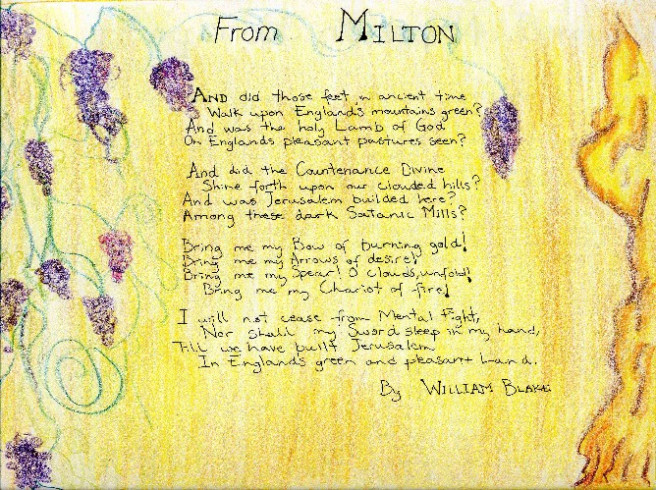 From MILTON
AND did those feet in ancient time
Walk upon England's mountains green?
And was the holy Lamb of God
On Englands pleasant pastures seen?
And did the Countenance Divine
Shine forth upon our clouded hills?
And was Jerusalem builded here?
Among these dark Satanic Mills?
Bring me my Bow of burning gold!
Bring me my Arrows of desire!
Bring me my Spear! O clouds, unfold!
Bring me my Chariot of fire!
I will not cease from Mental Fight,
Nor shall my Sword sleep in my hand,
Till we have built Jerusalem
In England's green and pleasant Land.
By WILLIAM BLAKE